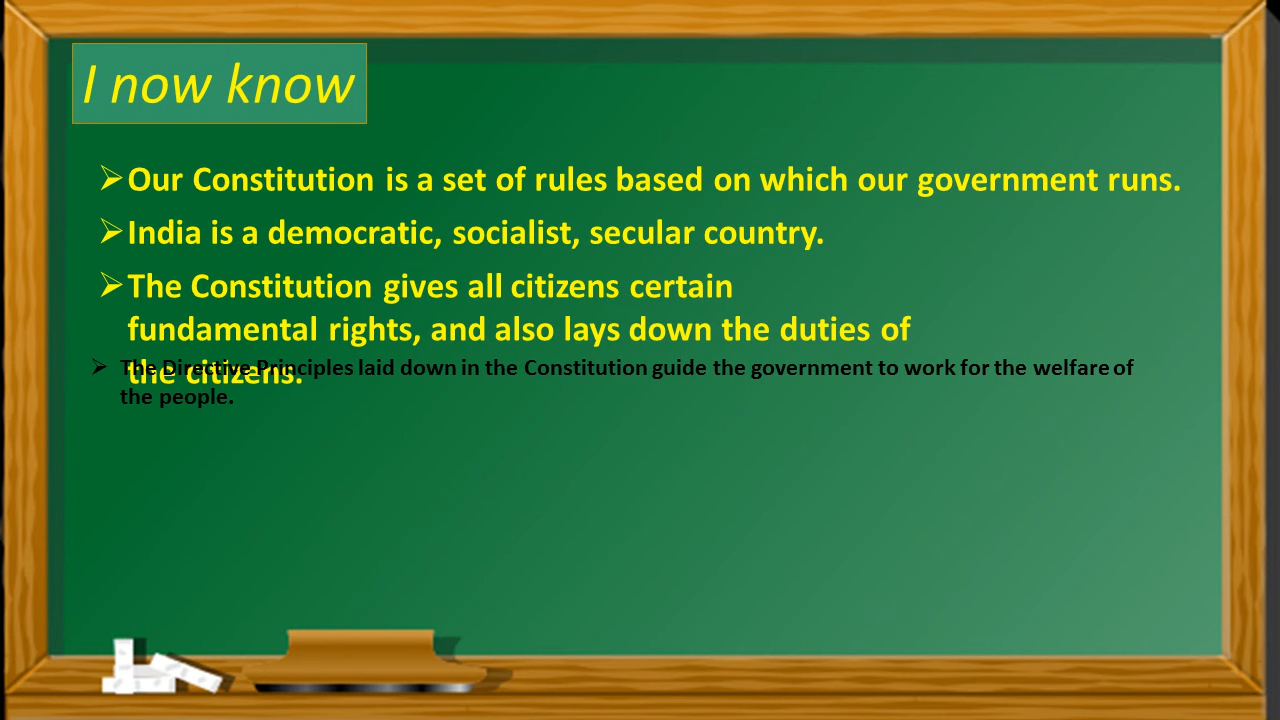 I now know
➢Our Constitution is a set of rules based on which our government runs.
➢India is a democratic, socialist, secular country.
➢The Constitution gives all citizens certain
fundamental rights, and also lays down the duties of
the citizens.
➢ The Directive Principles laid down in the Constitution guide the government to work for the welfare of
the people.